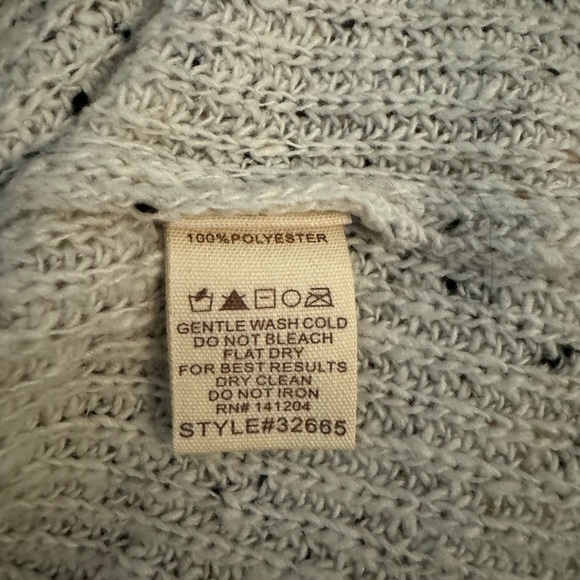 100%POLYESTER
GENTLE WASH COLD
DO NOT BLEACH
FLAT DRY
FOR BEST RESULTS
DRY CLEAN
DO NOT IRON
RN# 141204
STYLE#32665